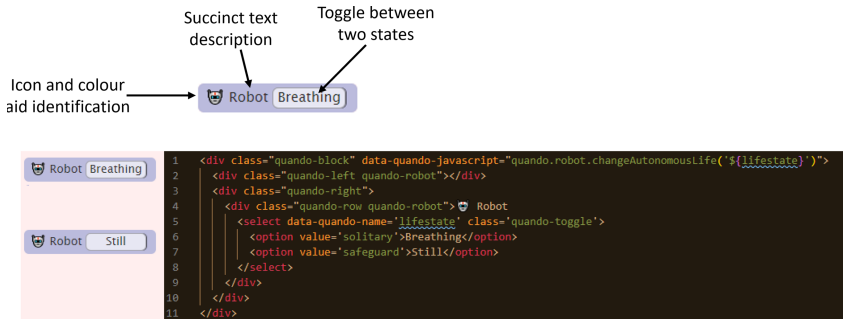 Succinct text
description
Toggle between
two states
Icon and colour
aid identification
Robot Breathing
Robot Breathing
Robot Still
1 <div class="quando-block" data-quando-javascript="quando.robot.changeAutonomousLife('${lifestate}')">
2 <div class="quando-left quando-robot"></div>
3 <div class="quando-right">
4 <div class="quando-row quando-robot"> Robot
5 <select data-quando-name='lifestate' class='quando-toggle'>
6 <option value='solitary'>Breathing</option>
7 <option value='safeguard'>Still</option>
8 </select>
9 </div>
10 </div>
11 </div>